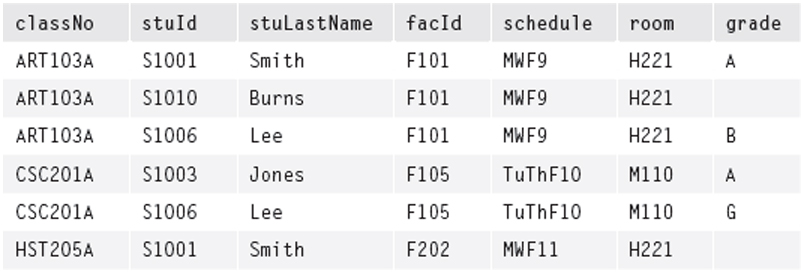 classNo stuId stuLastName facId schedule room grade
ART103A S1001 Smith F101 MWF9 H221 A
ART103A S1010 Burns F101 MWF9 H221
ART103A S1006 Lee F101 MWF9 H221 B
CSC201A S1003 Jones F105 TuThF10 M110 A
CSC201A S1006 Lee F105 TuThF10 M110 G
HST205A S1001 Smith F202 MWF11 H221